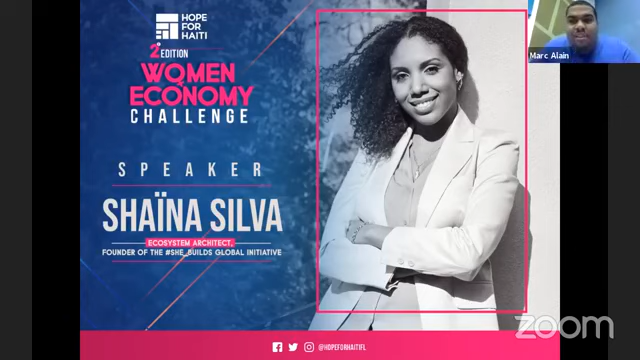 HOPE
FOR
HAITI
2e EDITION
WOMEN
ECONOMY
CHALLENGE
SPEAKER
SHAÏNA SILVA
ECOSYSTEM ARCHITECT,
FOUNDER OF THE #SHE_BUILDS GLOBAL INITIATIVE
@HOPEFORHAITIFL
Marc Alain
zoom